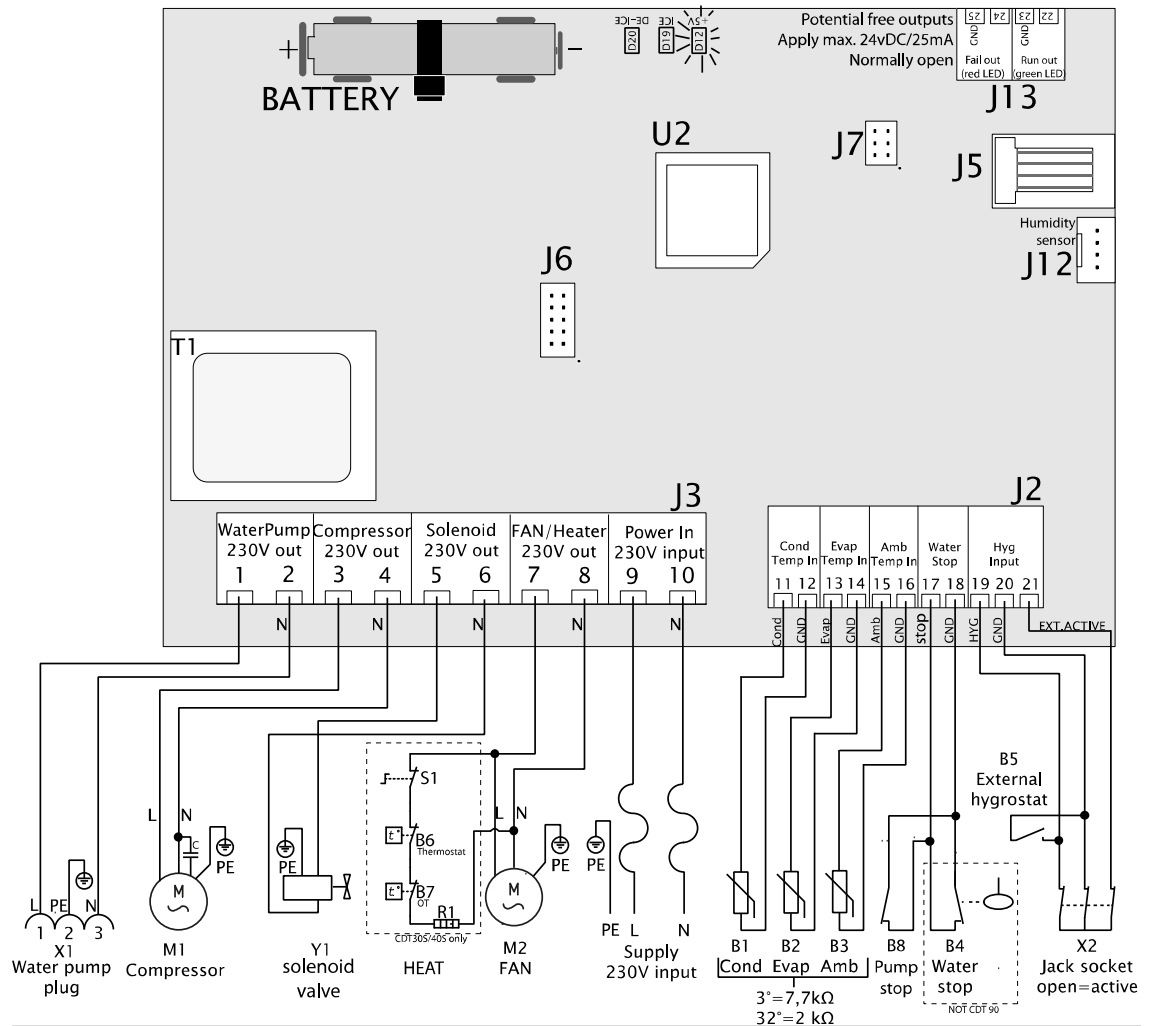 +
-
BATTERY
DE-ICE
ICE
+5V
D20
D19
D12
Potential free outputs
Apply max. 24vDC/25mA
Normally open
25 24 23 22
GND
GND
Fail out
(red LED)
Run out
(green LED)
J13
U2
J7
J5
Humidity
sensor
J12
J6
T1
J3
WaterPump
230V out
Compressor
230V out
Solenoid
230V out
FAN/Heater
230V out
Power In
230V input
1 2 3 4 5 6 7 8 9 10
N
N
N
N
N
J2
Cond
Temp In
Evap
Temp In
Amb
Temp In
Water
Stop
Hyg
Input
11 12 13 14 15 16 17 18 19 20 21
Cond
GND
Evap
GND
Amb
GND
stop
GND
HYG
GND
EXT.ACTIVE
L PE N
1 2 3
X1
Water pump
plug
L N
C
PE
M
M1
Compressor
PE
Y1
solenoid
valve
S1
t°
B6
Thermostat
t°
B7
OT
R1
CDT30S/40S only
HEAT
L N
M
PE
M2
FAN
PE
PE L N
Supply
230V input
B1 B2 B3
Cond Evap Amb
3°=7,7kΩ
32°=2 kΩ
B8
Pump
stop
B4
Water
stop
NOT CDT 90
B5
External
hygrostat
X2
Jack socket
open=active